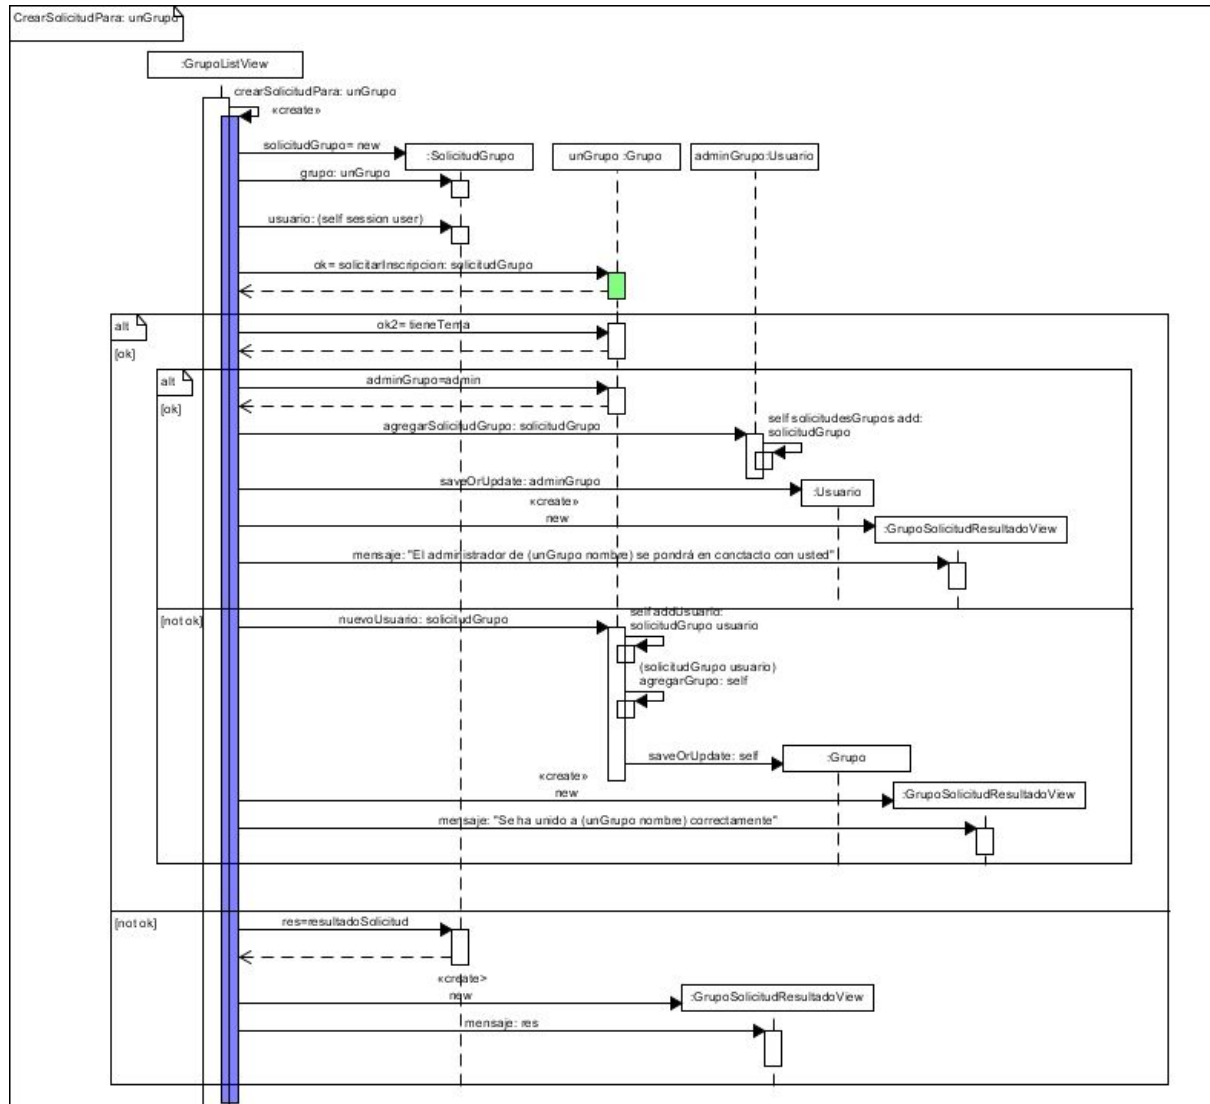 CrearSolicitudPara: unGrupo
:GrupoListView
crearSolicitudPara: unGrupo
«create»
solicitudGrupo= new
:SolicitudGrupo
unGrupo :Grupo
adminGrupo:Usuario
grupo: unGrupo
usuario: (self session user)
ok= solicitarInscripcion: solicitudGrupo
alt
ok2= tieneTema
[ok]
alt
adminGrupo=admin
[ok]
agregarSolicitudGrupo: solicitudGrupo
self solicitudesGrupos add:
solicitudGrupo
saveOrUpdate: adminGrupo
:Usuario
«create»
new
:GrupoSolicitudResultadoView
mensaje: "El administrador de (unGrupo nombre) se pondrá en conctacto con usted"
[not ok]
nuevoUsuario: solicitudGrupo
self addUsuario:
solicitudGrupo usuario
(solicitudGrupo usuario)
agregarGrupo: self
saveOrUpdate: self
:Grupo
«create»
new
:GrupoSolicitudResultadoView
mensaje: "Se ha unido a (unGrupo nombre) correctamente"
[not ok]
res=resultadoSolicitud
«create>
new
:GrupoSolicitudResultadoView
mensaje: res